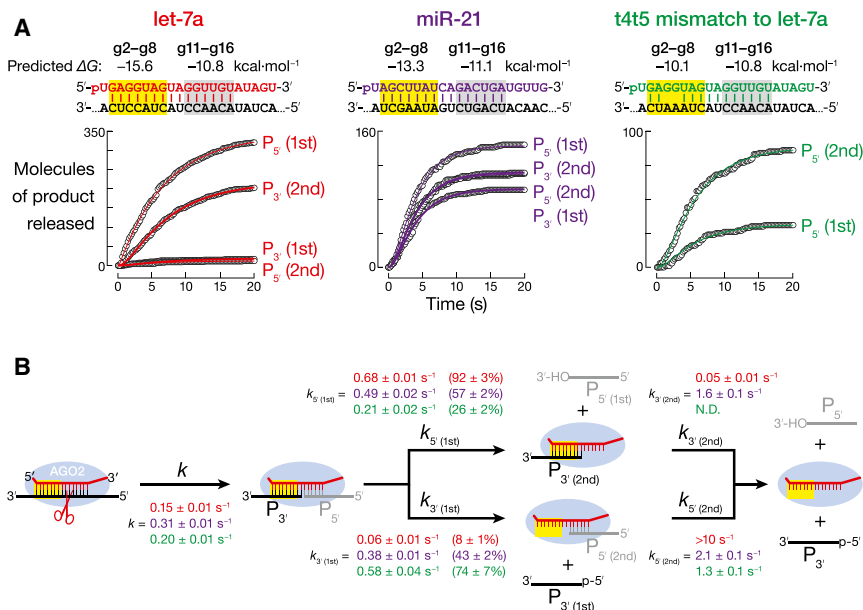 A
let-7a
miR-21
t4t5 mismatch to let-7a
g2–g8 g11–g16
Predicted ΔG: −15.6 −10.8 kcal·mol⁻¹
5′-pUGAGGUAGUAGGUUGUAUAGU-3′
3′-...ACUCCAUCAUCCAACAUAUCA...-5′
g2–g8 g11–g16
−13.3 −11.1 kcal·mol⁻¹
5′-pUAGCUUAUCAGACUGAUGUUG-3′
3′-...AUCGAAUAGUCUGACUACAAC...-5′
g2–g8 g11–g16
−10.1 −10.8 kcal·mol⁻¹
5′-pUGAGGUAGUAGGUUGUAUAGU-3′
3′-...ACUAAAUCAUCCAACAUAUCA...-5′
Molecules
of product
released
350
0
0 5 10 15 20
P5′ (1st)
P3′ (2nd)
P3′ (1st)
P5′ (2nd)
160
0
0 5 10 15 20
P5′ (1st)
P3′ (2nd)
P5′ (2nd)
P3′ (1st)
100
0
0 5 10 15 20
P5′ (2nd)
P5′ (1st)
Time (s)
B
5′ AGO2 3′
3′ 5′
k
0.15 ± 0.01 s⁻¹
k = 0.31 ± 0.01 s⁻¹
0.20 ± 0.01 s⁻¹
3′ 5′
P3′ P5′
0.68 ± 0.01 s⁻¹ (92 ± 3%)
k5′ (1st) = 0.49 ± 0.02 s⁻¹ (57 ± 2%)
0.21 ± 0.02 s⁻¹ (26 ± 2%)
k5′ (1st)
k3′ (1st)
0.06 ± 0.01 s⁻¹ (8 ± 1%)
k3′ (1st) = 0.38 ± 0.01 s⁻¹ (43 ± 2%)
0.58 ± 0.04 s⁻¹ (74 ± 7%)
3′-HO 5′
P5′ (1st)
+
3′
P3′ (2nd)
5′
P5′ (2nd)
+
3′ p-5′
P3′ (1st)
0.05 ± 0.01 s⁻¹
k3′ (2nd) = 1.6 ± 0.1 s⁻¹
N.D.
k3′ (2nd)
k5′ (2nd)
>10 s⁻¹
k5′ (2nd) = 2.1 ± 0.1 s⁻¹
1.3 ± 0.1 s⁻¹
3′-HO P5′ 5′
+
+
3′ p-5′
P3′